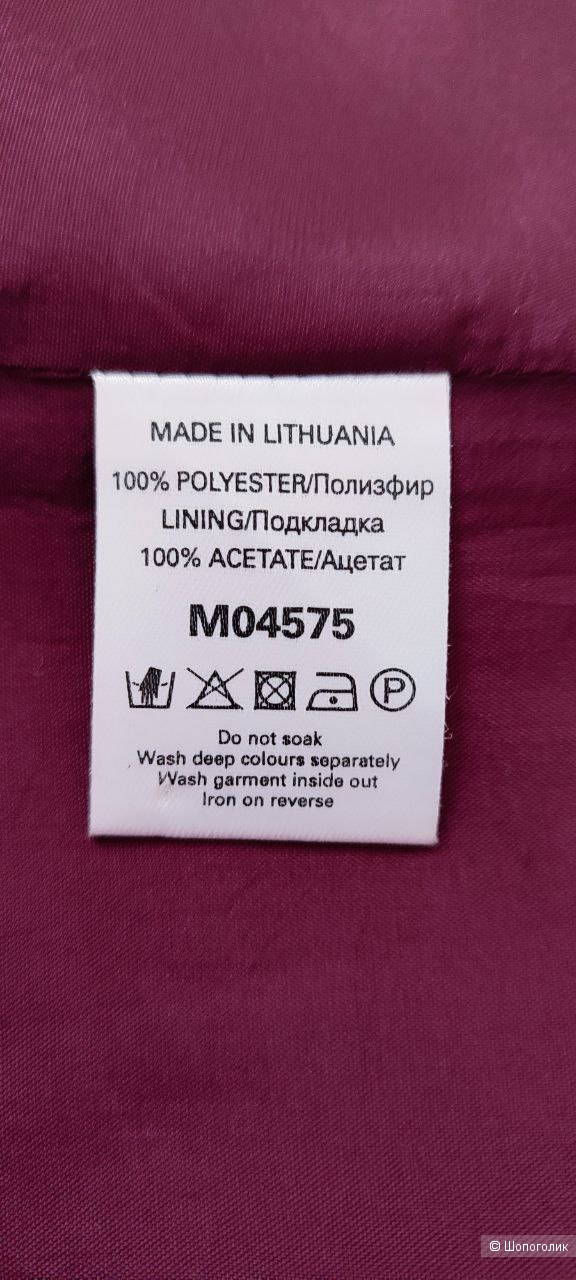 MADE IN LITHUANIA
100% POLYESTER/Полизфир
LINING/Подкладка
100% ACETATE/Ацетат
M04575
P
Do not soak
Wash deep colours separately
Wash garment inside out
Iron on reverse
© Шопоголик